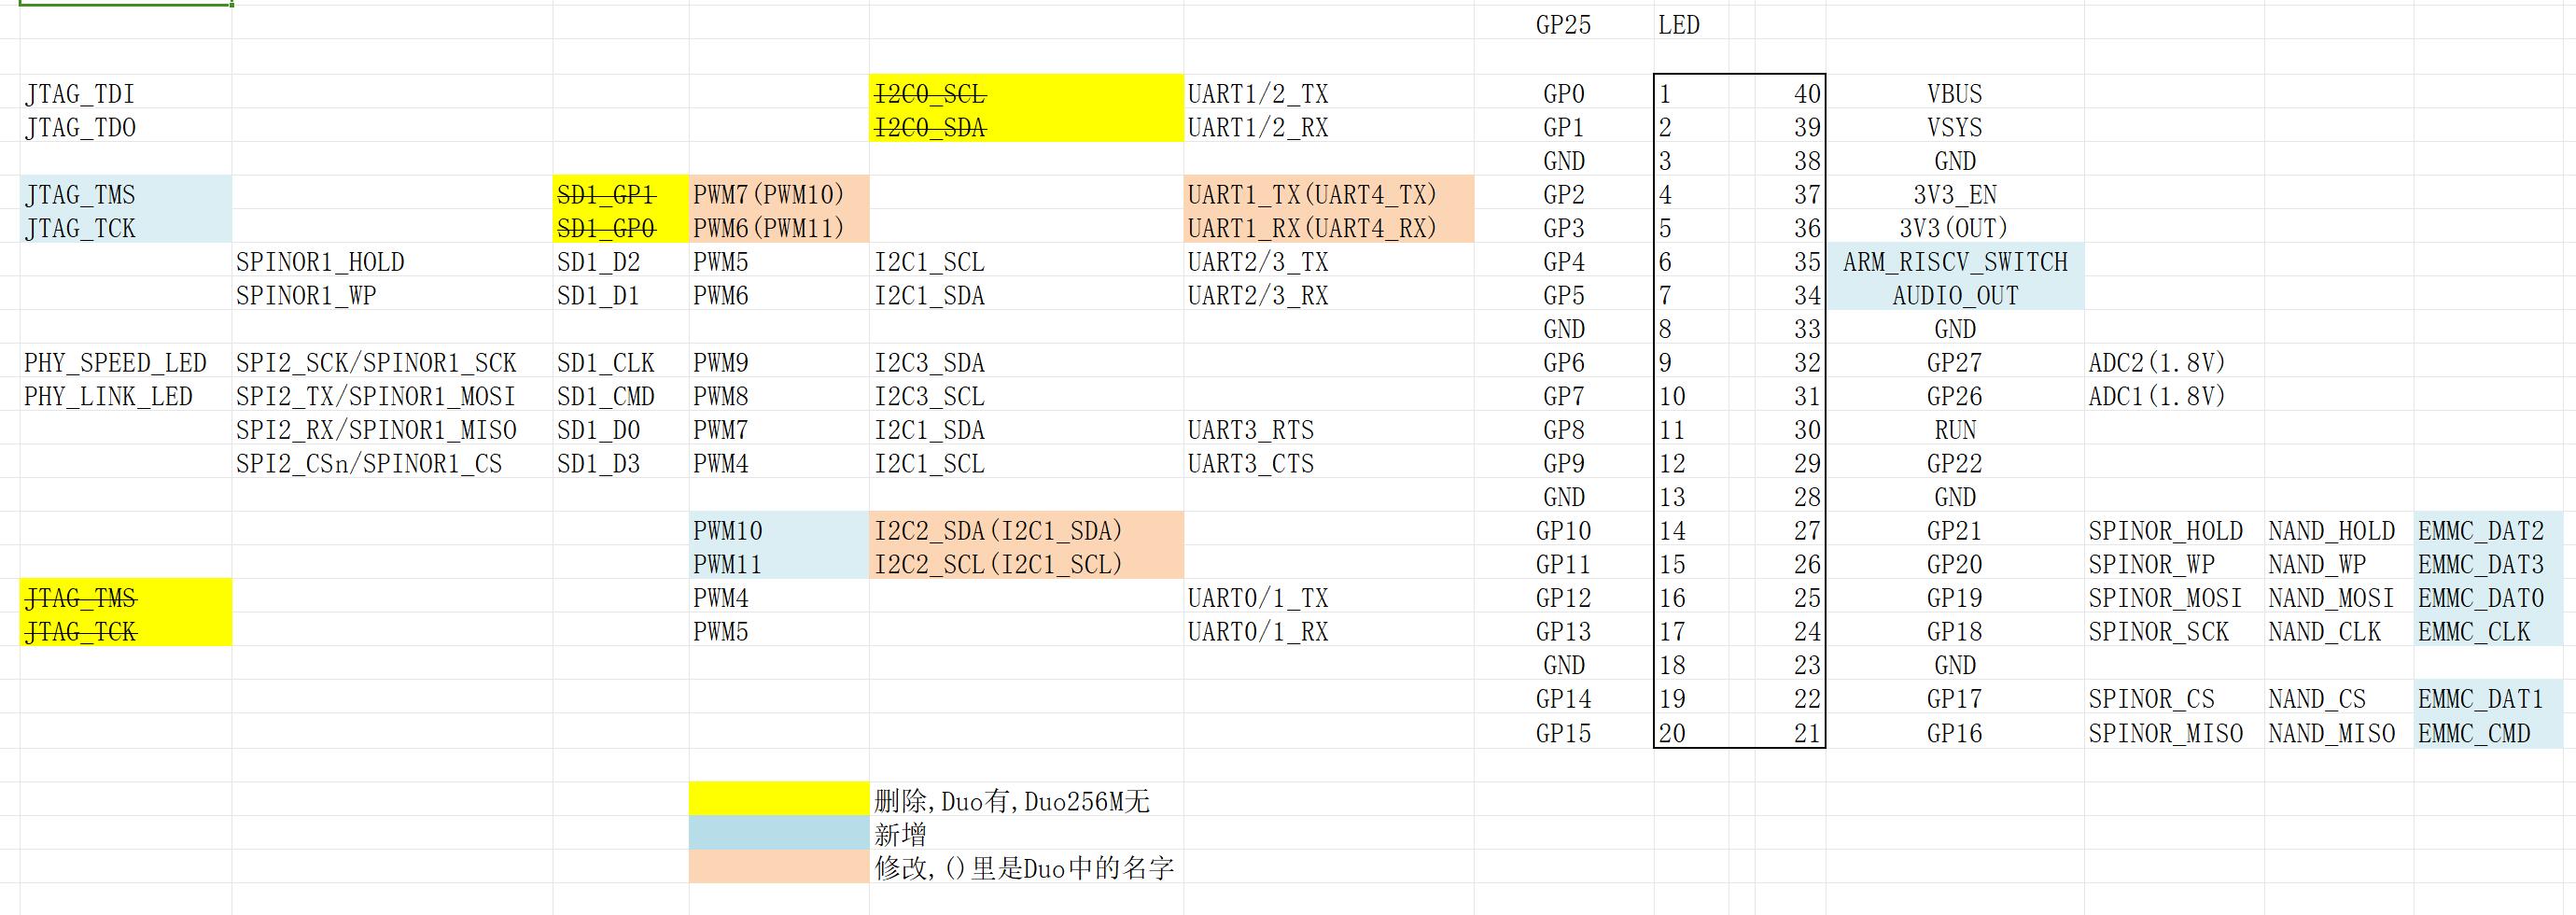 GP25 LED
JTAG_TDI I2C0_SCL UART1/2_TX GP0 1 40 VBUS
JTAG_TDO I2C0_SDA UART1/2_RX GP1 2 39 VSYS
GND 3 38 GND
JTAG_TMS SD1_GP1 PWM7(PWM10) UART1_TX(UART4_TX) GP2 4 37 3V3_EN
JTAG_TCK SD1_GP0 PWM6(PWM11) UART1_RX(UART4_RX) GP3 5 36 3V3(OUT)
SPINOR1_HOLD SD1_D2 PWM5 I2C1_SCL UART2/3_TX GP4 6 35 ARM_RISCV_SWITCH
SPINOR1_WP SD1_D1 PWM6 I2C1_SDA UART2/3_RX GP5 7 34 AUDIO_OUT
GND 8 33 GND
PHY_SPEED_LED SPI2_SCK/SPINOR1_SCK SD1_CLK PWM9 I2C3_SDA GP6 9 32 GP27 ADC2(1.8V)
PHY_LINK_LED SPI2_TX/SPINOR1_MOSI SD1_CMD PWM8 I2C3_SCL GP7 10 31 GP26 ADC1(1.8V)
SPI2_RX/SPINOR1_MISO SD1_D0 PWM7 I2C1_SDA UART3_RTS GP8 11 30 RUN
SPI2_CSn/SPINOR1_CS SD1_D3 PWM4 I2C1_SCL UART3_CTS GP9 12 29 GP22
GND 13 28 GND
PWM10 I2C2_SDA(I2C1_SDA) GP10 14 27 GP21 SPINOR_HOLD NAND_HOLD EMMC_DAT2
PWM11 I2C2_SCL(I2C1_SCL) GP11 15 26 GP20 SPINOR_WP NAND_WP EMMC_DAT3
JTAG_TMS PWM4 UART0/1_TX GP12 16 25 GP19 SPINOR_MOSI NAND_MOSI EMMC_DAT0
JTAG_TCK PWM5 UART0/1_RX GP13 17 24 GP18 SPINOR_SCK NAND_CLK EMMC_CLK
GND 18 23 GND
GP14 19 22 GP17 SPINOR_CS NAND_CS EMMC_DAT1
GP15 20 21 GP16 SPINOR_MISO NAND_MISO EMMC_CMD
删除,Duo有,Duo256M无
新增
修改,()里是Duo中的名字